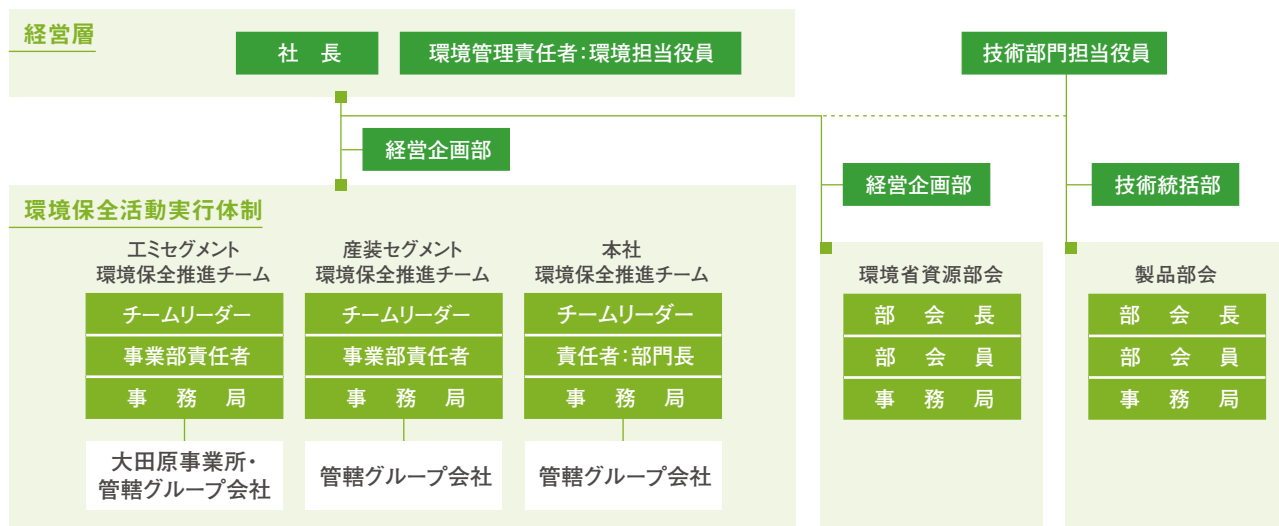 経営層
社 長
環境管理責任者：環境担当役員
技術部門担当役員
経営企画部
経営企画部
技術統括部
環境保全活動実行体制
エミセグメント
環境保全推進チーム
チームリーダー
事業部責任者
事 務 局
大田原事業所・
管轄グループ会社
産装セグメント
環境保全推進チーム
チームリーダー
事業部責任者
事 務 局
管轄グループ会社
本社
環境保全推進チーム
チームリーダー
責任者：部門長
事 務 局
管轄グループ会社
環境省資源部会
部 会 長
部 会 員
事 務 局
製品部会
部 会 長
部 会 員
事 務 局